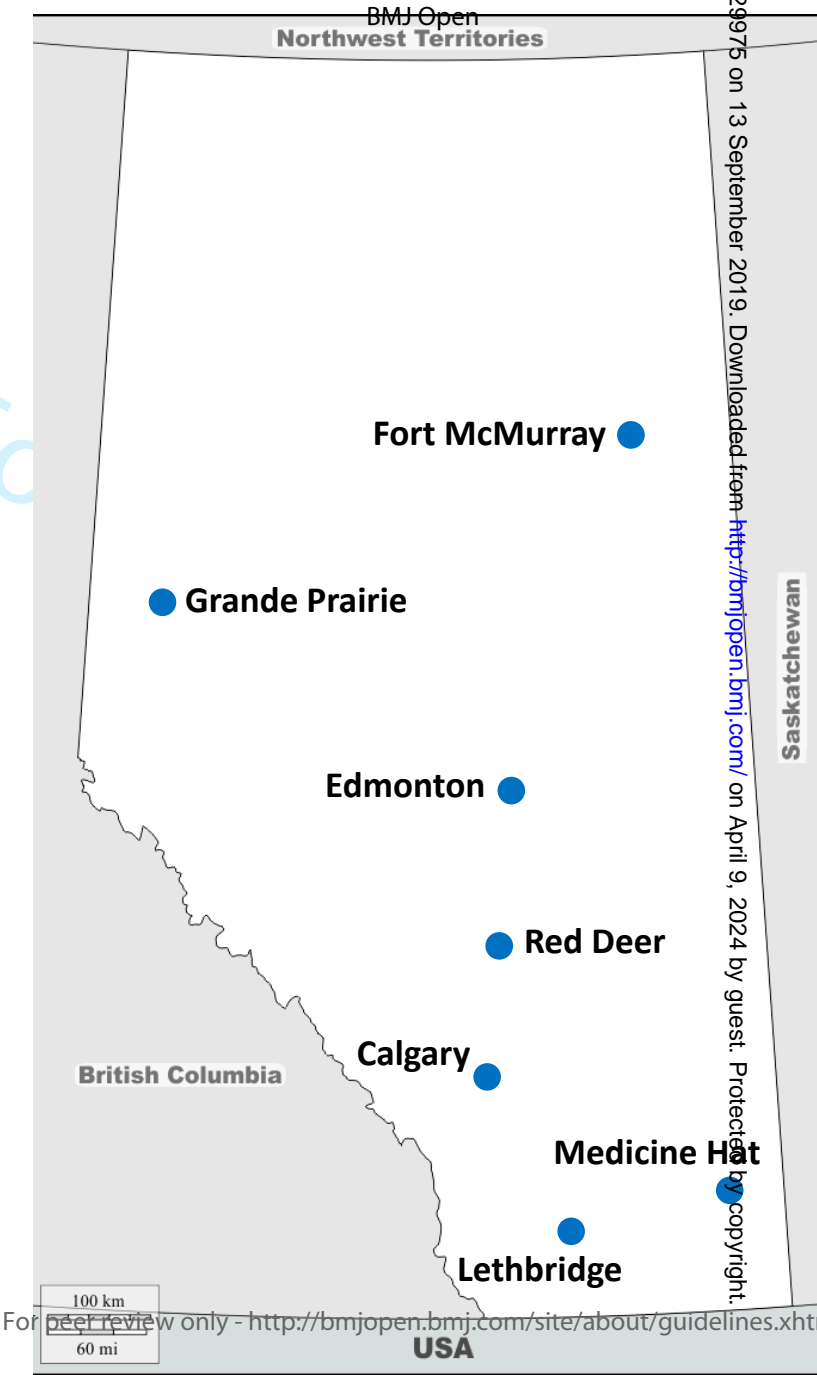 BMJ Open
Northwest Territories
Fort McMurray
Grande Prairie
Saskatchewan
Edmonton
Red Deer
Calgary
British Columbia
Medicine Hat
Lethbridge
100 km
60 mi
USA
For peer review only - http://bmjopen.bmj.com/site/about/guidelines.xht
29975 on 13 September 2019. Downloaded from http://bmjopen.bmj.com/ on April 9, 2024 by guest. Protected by copyright.